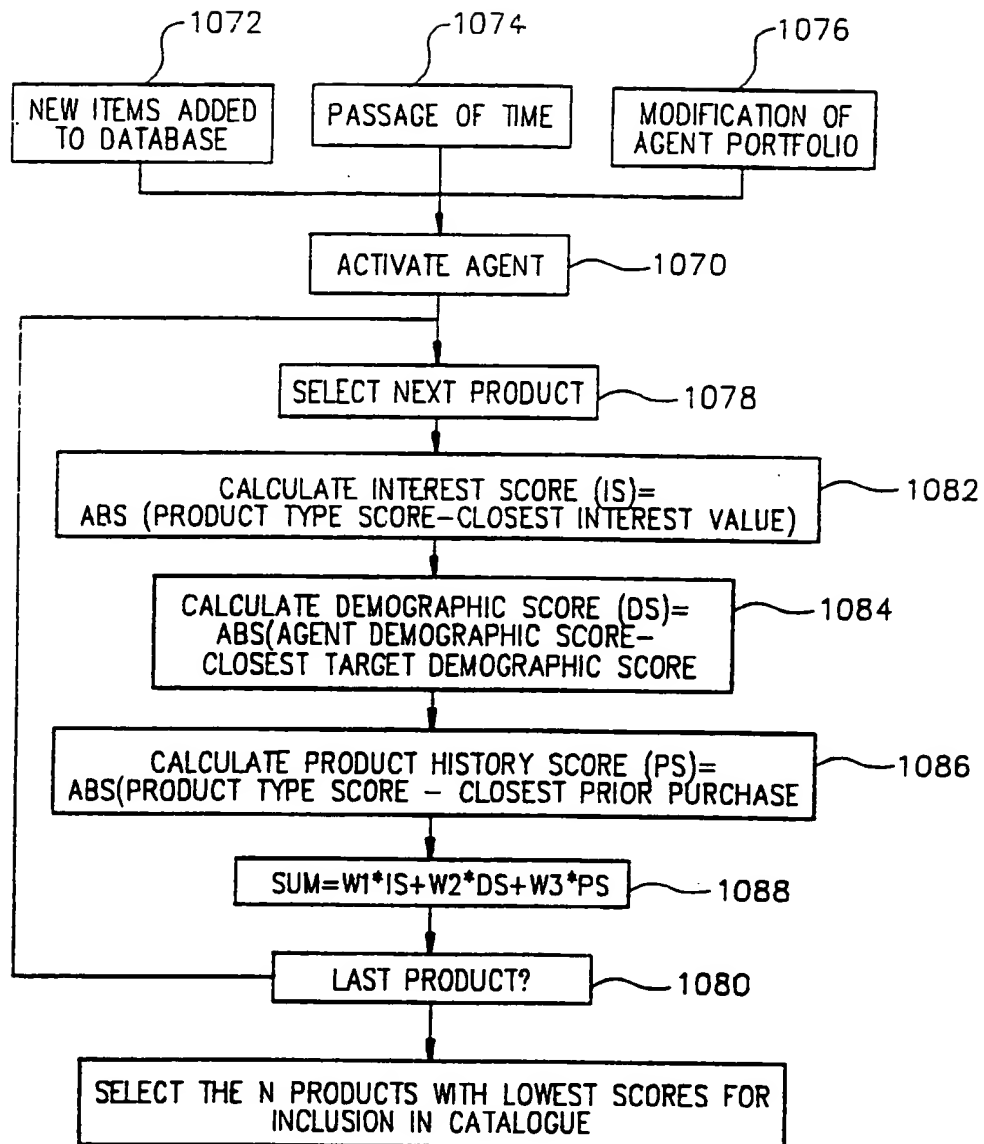 1072
1074
1076
NEW ITEMS ADDED
TO DATABASE
PASSAGE OF TIME
MODIFICATION OF
AGENT PORTFOLIO
ACTIVATE AGENT
1070
SELECT NEXT PRODUCT
1078
CALCULATE INTEREST SCORE (IS)=
ABS (PRODUCT TYPE SCORE-CLOSEST INTEREST VALUE)
1082
CALCULATE DEMOGRAPHIC SCORE (DS)=
ABS(AGENT DEMOGRAPHIC SCORE-
CLOSEST TARGET DEMOGRAPHIC SCORE
1084
CALCULATE PRODUCT HISTORY SCORE (PS)=
ABS(PRODUCT TYPE SCORE - CLOSEST PRIOR PURCHASE
1086
SUM=W1*IS+W2*DS+W3*PS
1088
LAST PRODUCT?
1080
SELECT THE N PRODUCTS WITH LOWEST SCORES FOR
INCLUSION IN CATALOGUE